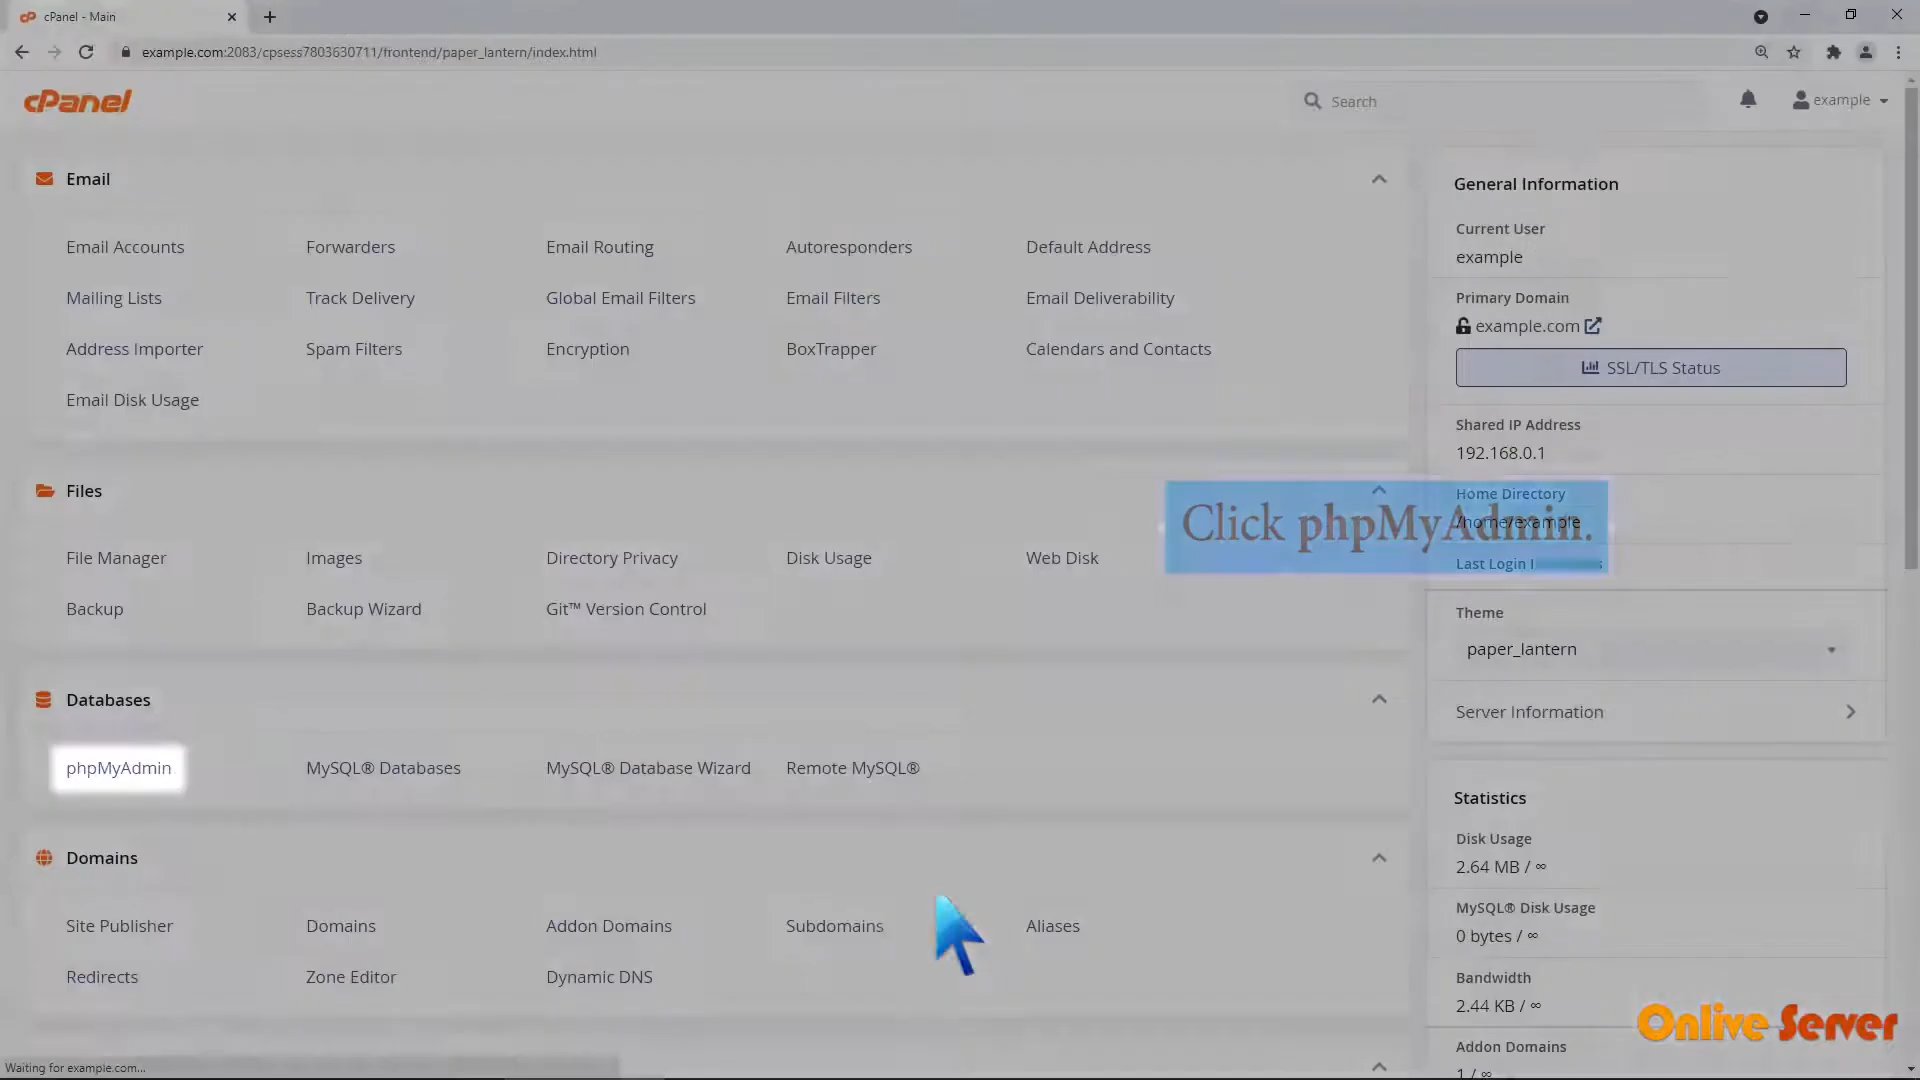 cPanel - Main
example.com:2083/cpsess7803630711/frontend/paper_lantern/index.html
cPanel
Search
example
Email
Email Accounts
Forwarders
Email Routing
Autoresponders
Default Address
Mailing Lists
Track Delivery
Global Email Filters
Email Filters
Email Deliverability
Address Importer
Spam Filters
Encryption
BoxTrapper
Calendars and Contacts
Email Disk Usage
Files
File Manager
Images
Directory Privacy
Disk Usage
Web Disk
Backup
Backup Wizard
Git™ Version Control
Databases
phpMyAdmin
MySQL® Databases
MySQL® Database Wizard
Remote MySQL®
Domains
Site Publisher
Domains
Addon Domains
Subdomains
Aliases
Redirects
Zone Editor
Dynamic DNS
Click phpMyAdmin.
General Information
Current User
example
Primary Domain
example.com
SSL/TLS Status
Shared IP Address
192.168.0.1
Home Directory
/home/example
Last Login
Theme
paper_lantern
Server Information
Statistics
Disk Usage
2.64 MB / ∞
MySQL® Disk Usage
0 bytes / ∞
Bandwidth
2.44 KB / ∞
Addon Domains
1 / ∞
Onlive Server
Waiting for example.com...